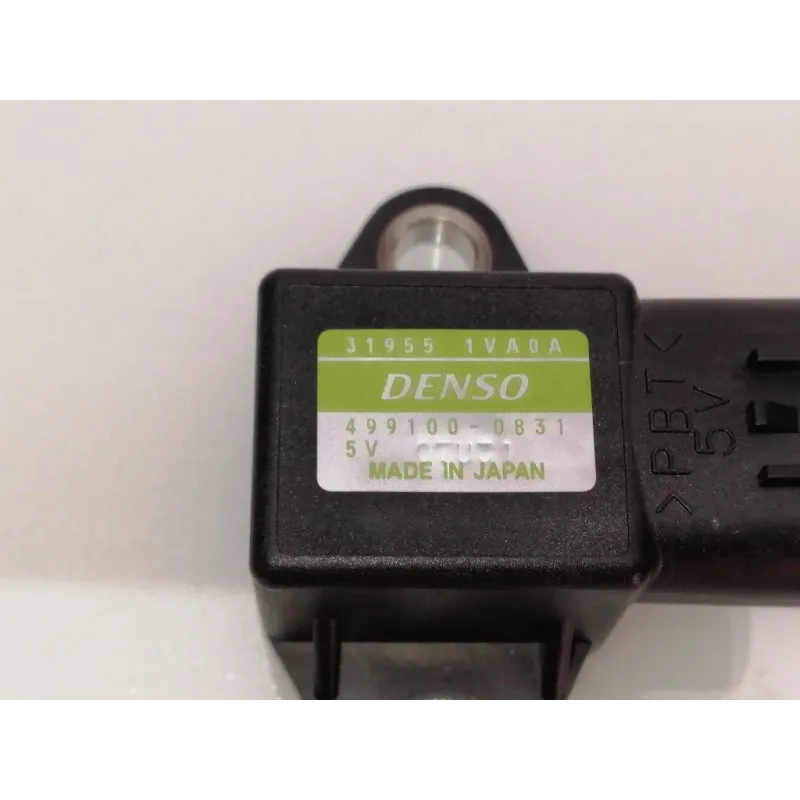 31955 1VA0A
DENSO
499100-0831
5V
MADE IN JAPAN
>PBT<
5V